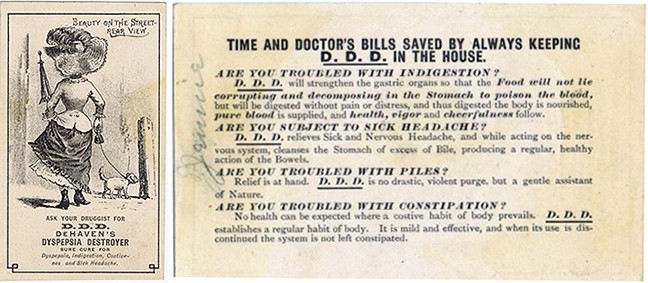 BEAUTY ON THE STREET-
REAR VIEW.
ASK YOUR DRUGGIST FOR
D.D.D.
DEHAVEN'S
DYSPEPSIA DESTROYER
SURE CURE FOR
Dyspepsia, Indigestion, Costive-
ness and Sick Headache.
TIME AND DOCTOR'S BILLS SAVED BY ALWAYS KEEPING
D. D. D. IN THE HOUSE.
ARE YOU TROUBLED WITH INDIGESTION?
D. D. D. will strengthen the gastric organs so that the Food will not lie
corrupting and decomposing in the Stomach to poison the blood,
but will be digested without pain or distress, and thus digested the body is nourished,
pure blood is supplied, and health, vigor and cheerfulness follow.
ARE YOU SUBJECT TO SICK HEADACHE?
D. D. D. relieves Sick and Nervous Headache, and while acting on the ner-
vous system, cleanses the Stomach of excess of Bile, producing a regular, healthy
action of the Bowels.
ARE YOU TROUBLED WITH PILES?
Relief is at hand. D. D. D. is no drastic, violent purge, but a gentle assistant
of Nature.
ARE YOU TROUBLED WITH CONSTIPATION?
No health can be expected where a costive habit of body prevails. D. D. D.
establishes a regular habit of body. It is mild and effective, and when its use is dis-
continued the system is not left constipated.